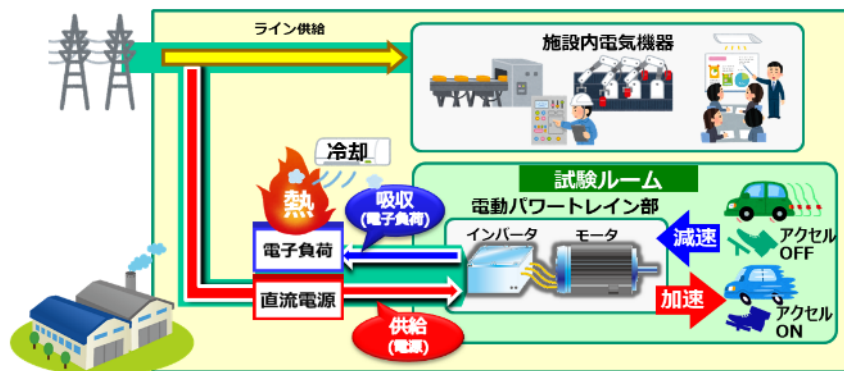 ライン供給
施設内電気機器
冷却
熱
吸収
(電子負荷)
電子負荷
直流電源
供給
(電源)
試験ルーム
電動パワートレイン部
インバータ
モータ
減速
アクセル
OFF
加速
アクセル
ON